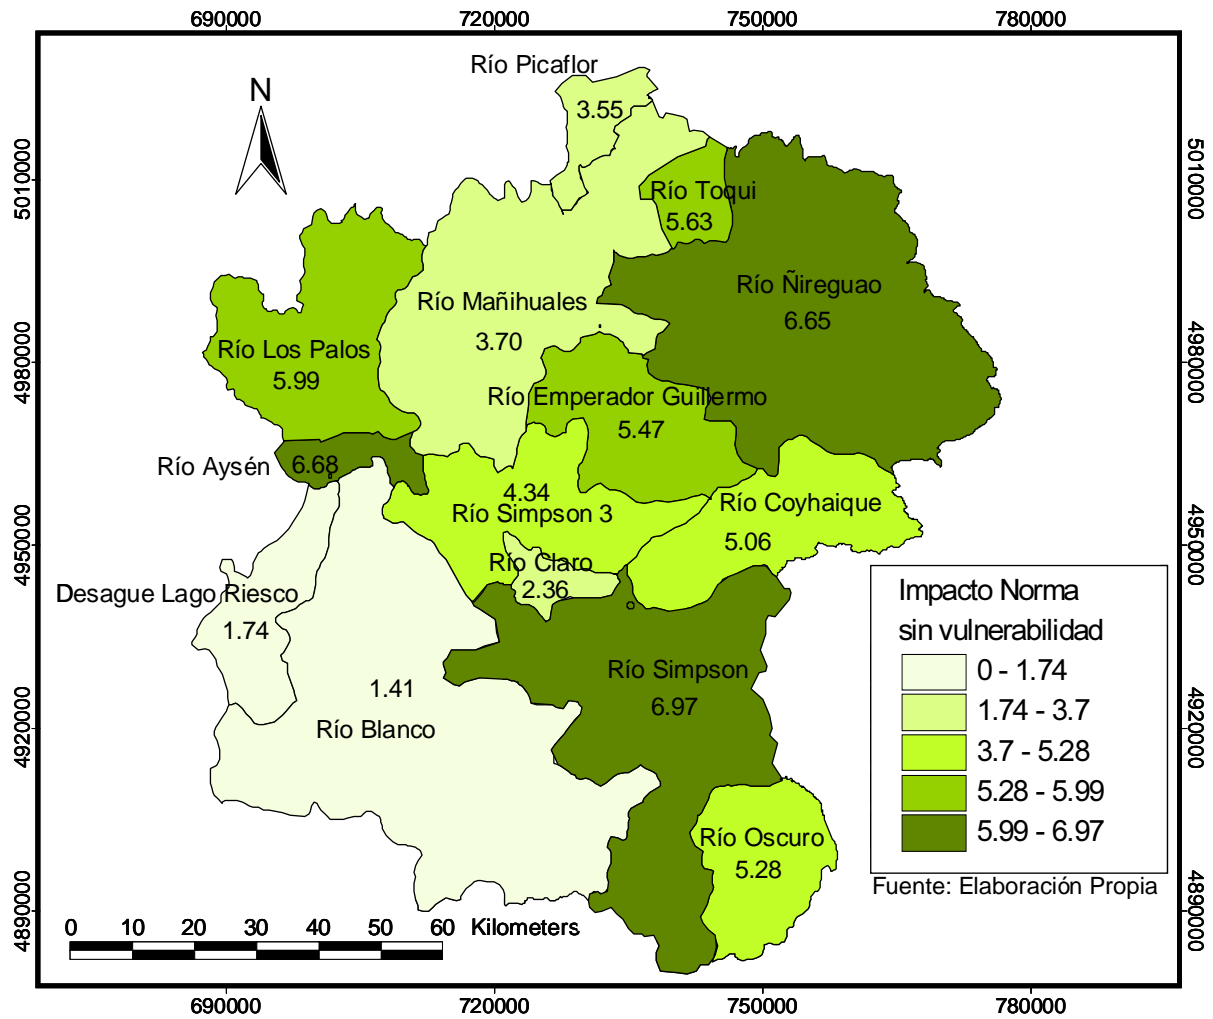 690000 720000 750000 780000
Río Picaflor
N
3.55
5010000
5010000
Río Toqui
5.63
Río Ñireguao
6.65
Río Mañihuales
3.70
Río Los Palos
5.99
4980000
4980000
Río Emperador Guillermo
5.47
Río Aysén
6.68
4.34
Río Simpson 3
Río Coyhaique
5.06
4950000
4950000
Río Claro
2.36
Desague Lago Riesco
1.74
Impacto Norma
sin vulnerabilidad
0 - 1.74
1.74 - 3.7
3.7 - 5.28
5.28 - 5.99
5.99 - 6.97
Río Simpson
6.97
1.41
Río Blanco
4920000
4920000
Río Oscuro
5.28
Fuente: Elaboración Propia
4890000
4890000
0 10 20 30 40 50 60 Kilometers
690000 720000 750000 780000